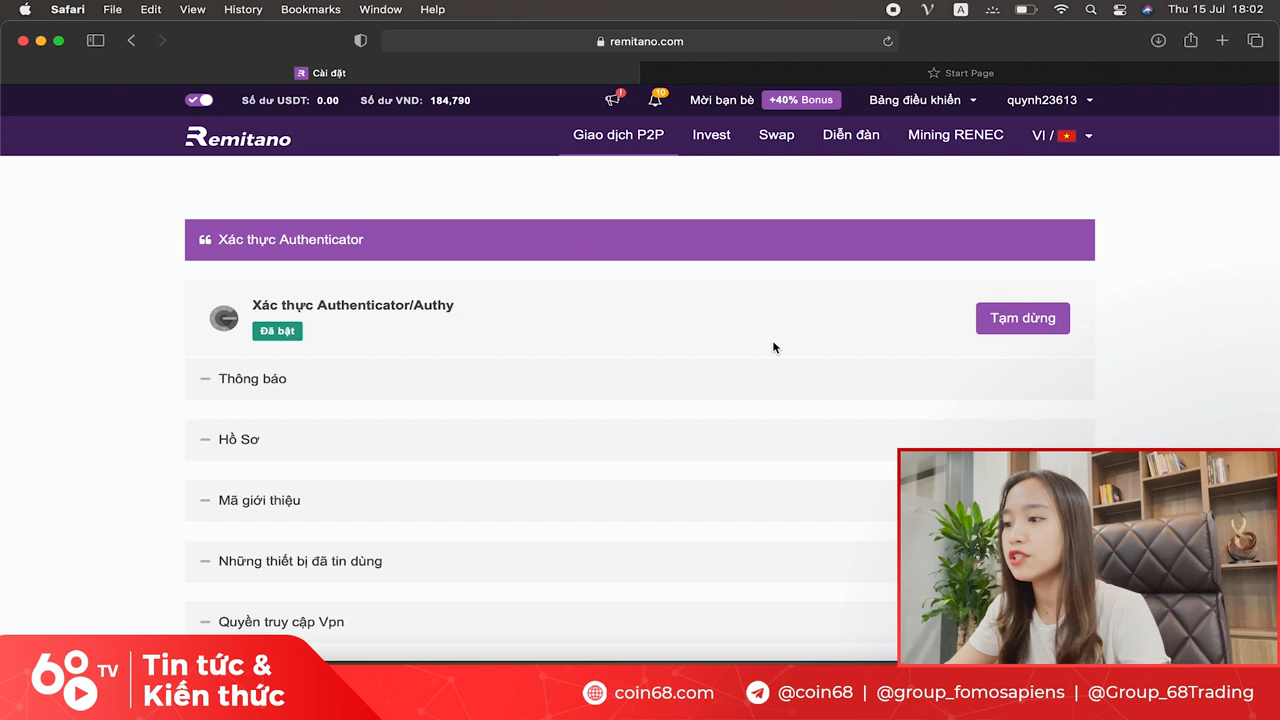 Safari File Edit View History Bookmarks Window Help
A
Thu 15 Jul 18:02
remitano.com
Cài đặt
Start Page
Số dư USDT: 0.00 Số dư VND: 184,790
10
Mời bạn bè +40% Bonus Bảng điều khiển quynh23613
Remitano
Giao dịch P2P Invest Swap Diễn đàn Mining RENEC VI /
Xác thực Authenticator
Xác thực Authenticator/Authy
Đã bật
Tạm dừng
Thông báo
Hồ Sơ
Mã giới thiệu
Những thiết bị đã tin dùng
Quyền truy cập Vpn
68 TV
Tin tức &
Kiến thức
coin68.com
@coin68 | @group_fomosapiens | @Group_68Trading